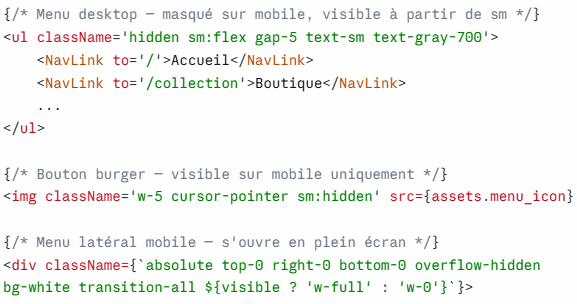 {/* Menu desktop — masqué sur mobile, visible à partir de sm */}
<ul className='hidden sm:flex gap-5 text-sm text-gray-700'>
    <NavLink to='/'>Accueil</NavLink>
    <NavLink to='/collection'>Boutique</NavLink>
    ...
</ul>

{/* Bouton burger — visible sur mobile uniquement */}
<img className='w-5 cursor-pointer sm:hidden' src={assets.menu_icon}

{/* Menu latéral mobile — s'ouvre en plein écran */}
<div className={`absolute top-0 right-0 bottom-0 overflow-hidden
bg-white transition-all ${visible ? 'w-full' : 'w-0'}`}>